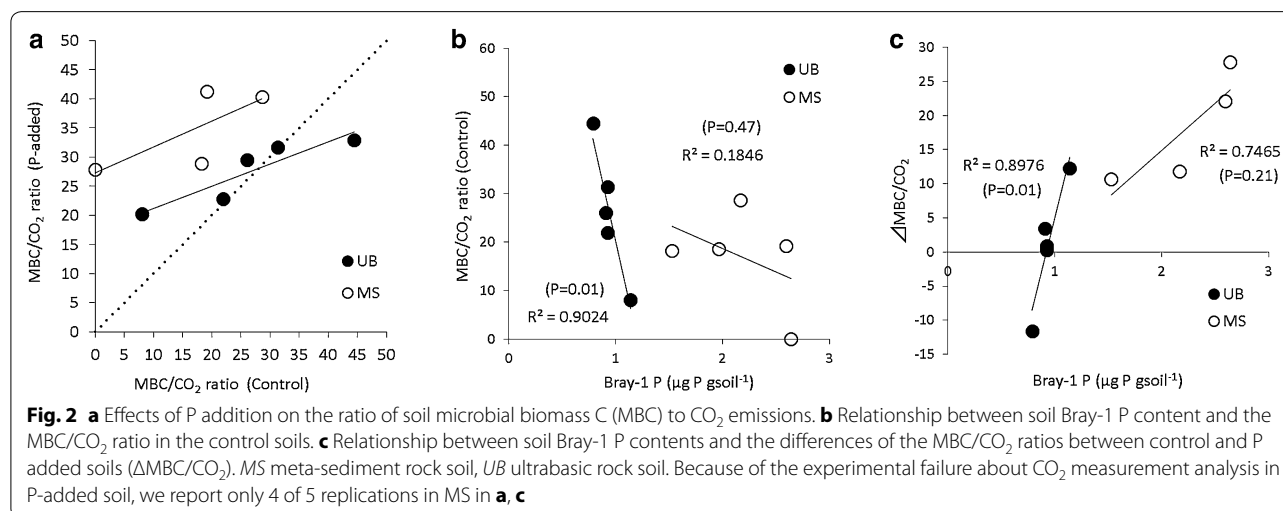 a
50
45
40
35
30
25
20
15
10
5
0
MBC/CO₂ ratio (P-added)
UB
MS
0 5 10 15 20 25 30 35 40 45 50
MBC/CO₂ ratio (Control)
b
60
50
40
30
20
10
0
MBC/CO₂ ratio (Control)
UB
MS
(P=0.47)
R² = 0.1846
(P=0.01)
R² = 0.9024
0 1 2 3
Bray-1 P (µg P gsoil⁻¹)
c
30
25
20
15
10
5
0
-5
-10
-15
⊿MBC/CO₂
R² = 0.8976
(P=0.01)
R² = 0.7465
(P=0.21)
0 1 2 3
UB
MS
Bray-1 P (µg P gsoil⁻¹)
Fig. 2 a Effects of P addition on the ratio of soil microbial biomass C (MBC) to CO₂ emissions. b Relationship between soil Bray-1 P content and the
MBC/CO₂ ratio in the control soils. c Relationship between soil Bray-1 P contents and the differences of the MBC/CO₂ ratios between control and P
added soils (ΔMBC/CO₂). MS meta-sediment rock soil, UB ultrabasic rock soil. Because of the experimental failure about CO₂ measurement analysis in
P-added soil, we report only 4 of 5 replications in MS in a, c